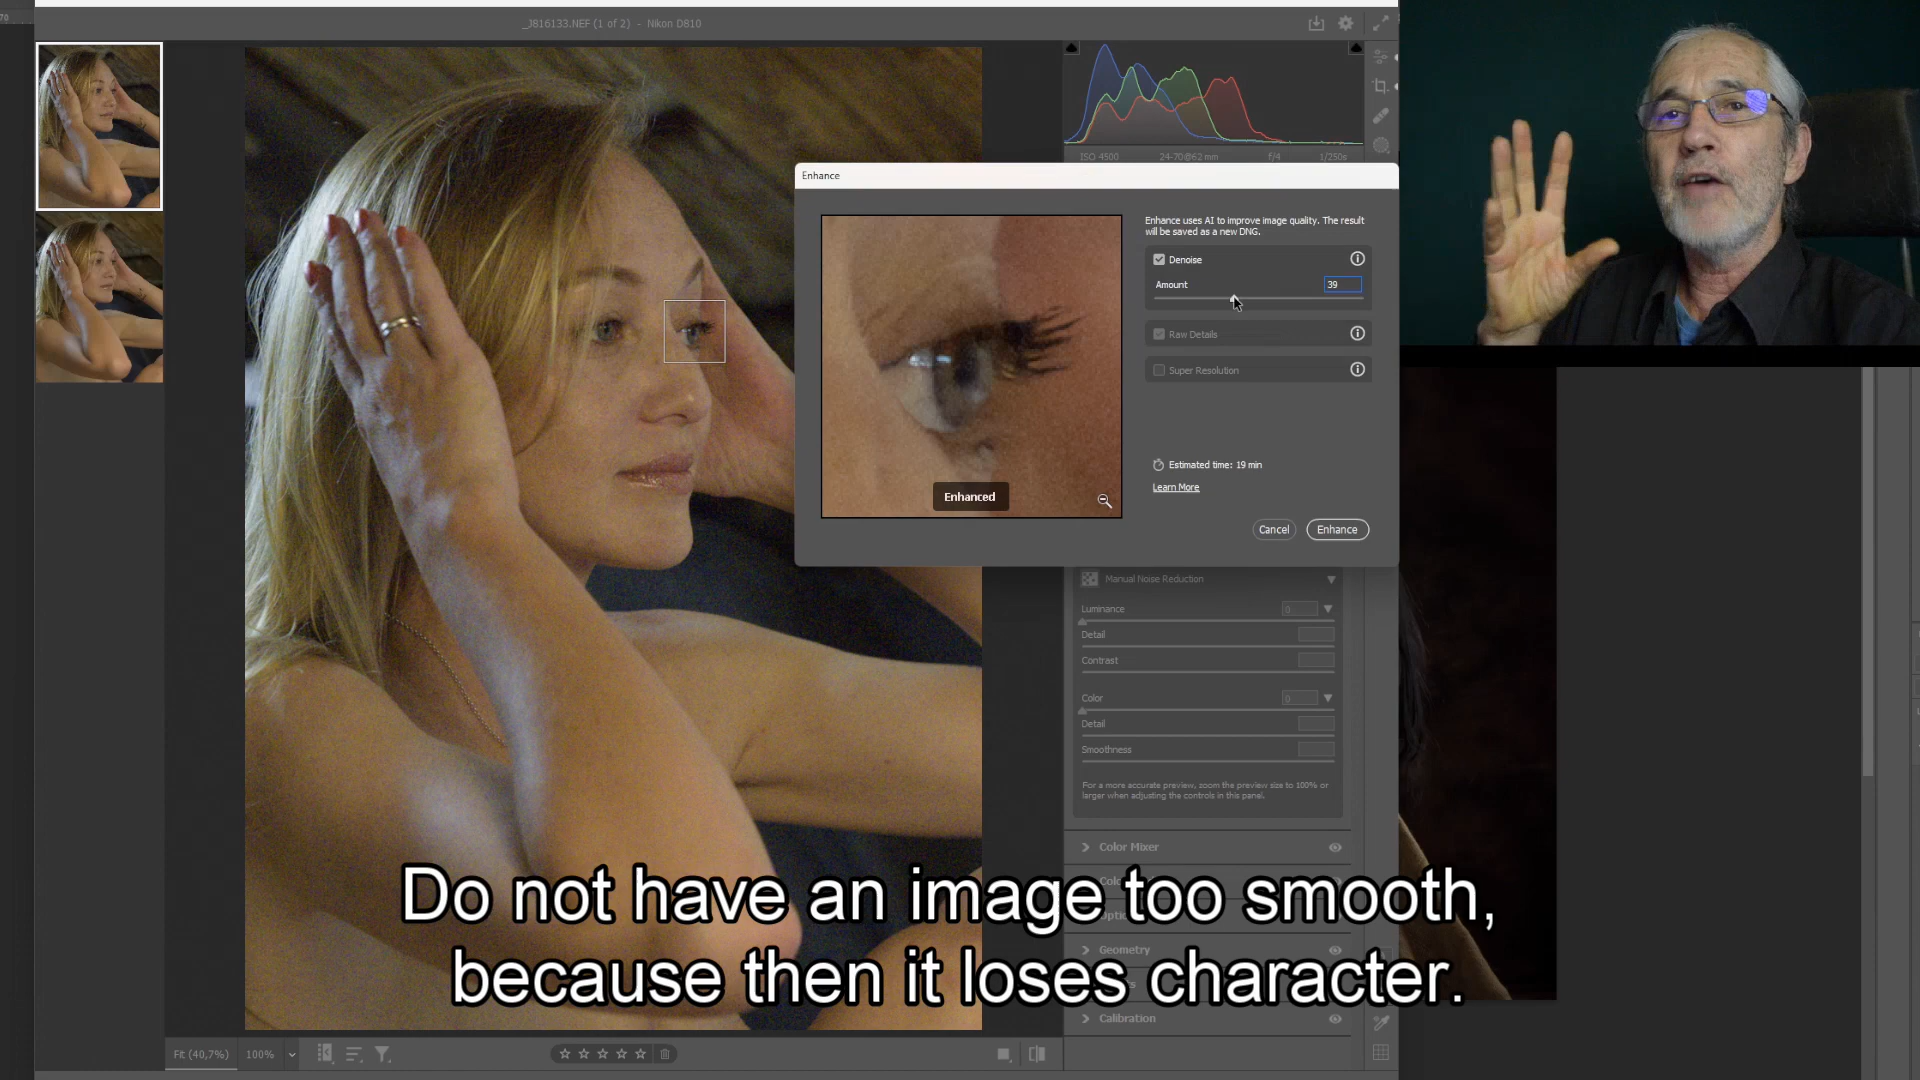 _J816133.NEF (1 of 2) - Nikon D810
ISO 4500 24-70@62 mm f/4 1/250s
Enhance
Enhance uses AI to improve image quality. The result
will be saved as a new DNG.
Denoise
Amount 39
Raw Details
Super Resolution
Estimated time: 19 min
Learn More
Enhanced
Cancel Enhance
Manual Noise Reduction
Luminance 0
Detail
Contrast
Color 0
Detail
Smoothness
For a more accurate preview, zoom the preview size to 100% or
larger when adjusting the controls in this panel.
Color Mixer
Do not have an image too smooth,
Geometry
because then it loses character.
Calibration
Fit (40,7%) 100%